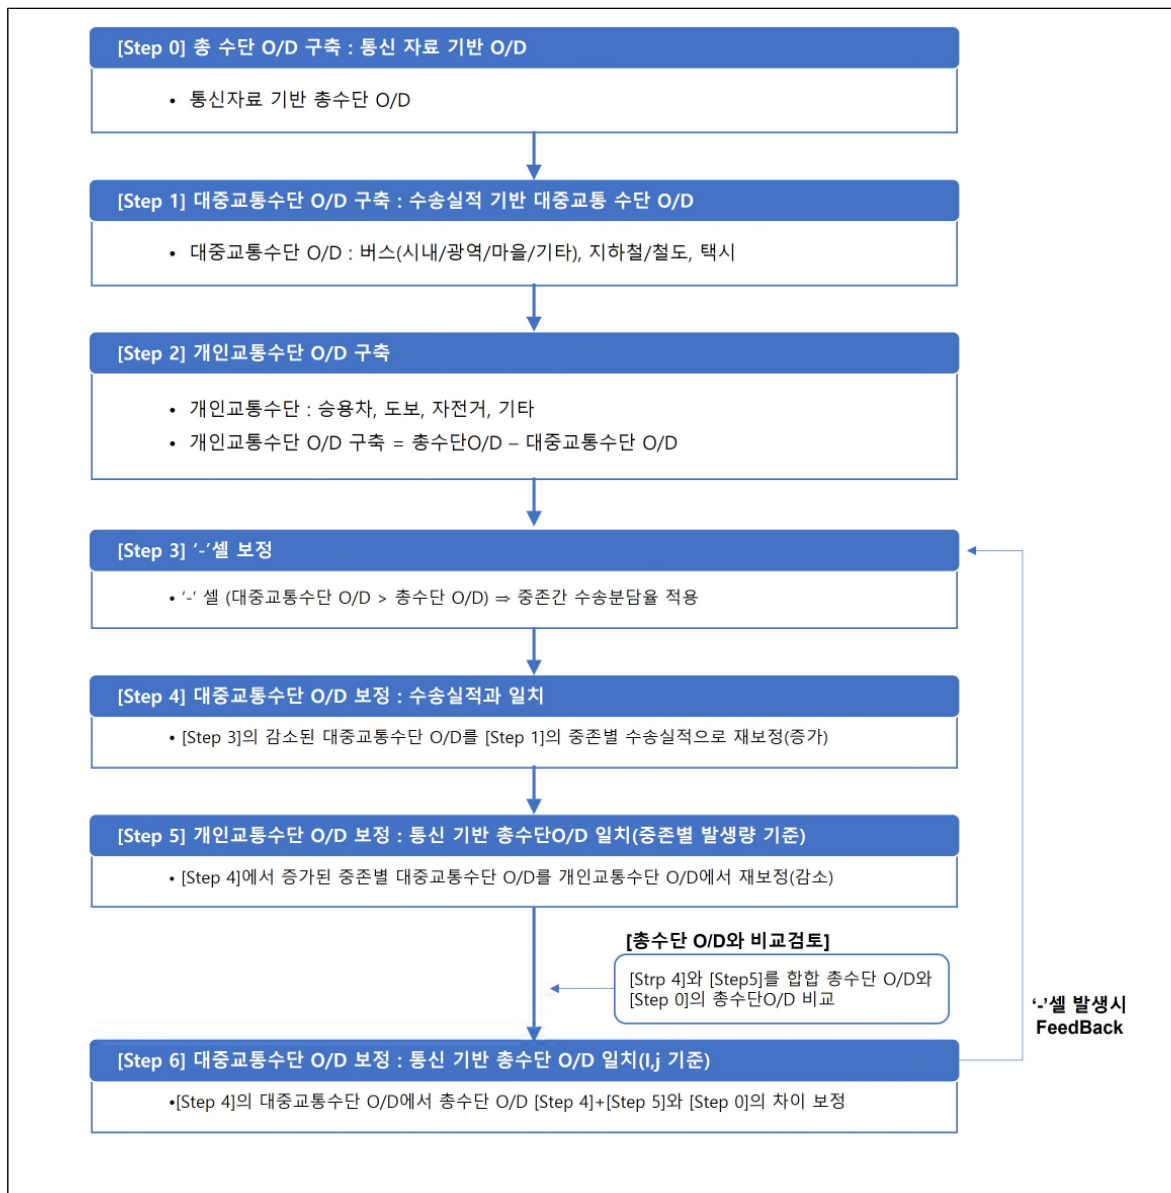 [Step 0] 총 수단 O/D 구축 : 통신 자료 기반 O/D
• 통신자료 기반 총수단 O/D
[Step 1] 대중교통수단 O/D 구축 : 수송실적 기반 대중교통 수단 O/D
• 대중교통수단 O/D : 버스(시내/광역/마을/기타), 지하철/철도, 택시
[Step 2] 개인교통수단 O/D 구축
• 개인교통수단 : 승용차, 도보, 자전거, 기타
• 개인교통수단 O/D 구축 = 총수단O/D – 대중교통수단 O/D
[Step 3] ‘-’셀 보정
• ‘-’ 셀 (대중교통수단 O/D > 총수단 O/D) ⇒ 중존간 수송분담율 적용
[Step 4] 대중교통수단 O/D 보정 : 수송실적과 일치
• [Step 3]의 감소된 대중교통수단 O/D를 [Step 1]의 중존별 수송실적으로 재보정(증가)
[Step 5] 개인교통수단 O/D 보정 : 통신 기반 총수단O/D 일치(중존별 발생량 기준)
• [Step 4]에서 증가된 중존별 대중교통수단 O/D를 개인교통수단 O/D에서 재보정(감소)
[총수단 O/D와 비교검토]
[Strp 4]와 [Step5]를 합합 총수단 O/D와
[Step 0]의 총수단O/D 비교
‘-’셀 발생시
FeedBack
[Step 6] 대중교통수단 O/D 보정 : 통신 기반 총수단 O/D 일치(I,j 기준)
•[Step 4]의 대중교통수단 O/D에서 총수단 O/D [Step 4]+[Step 5]와 [Step 0]의 차이 보정